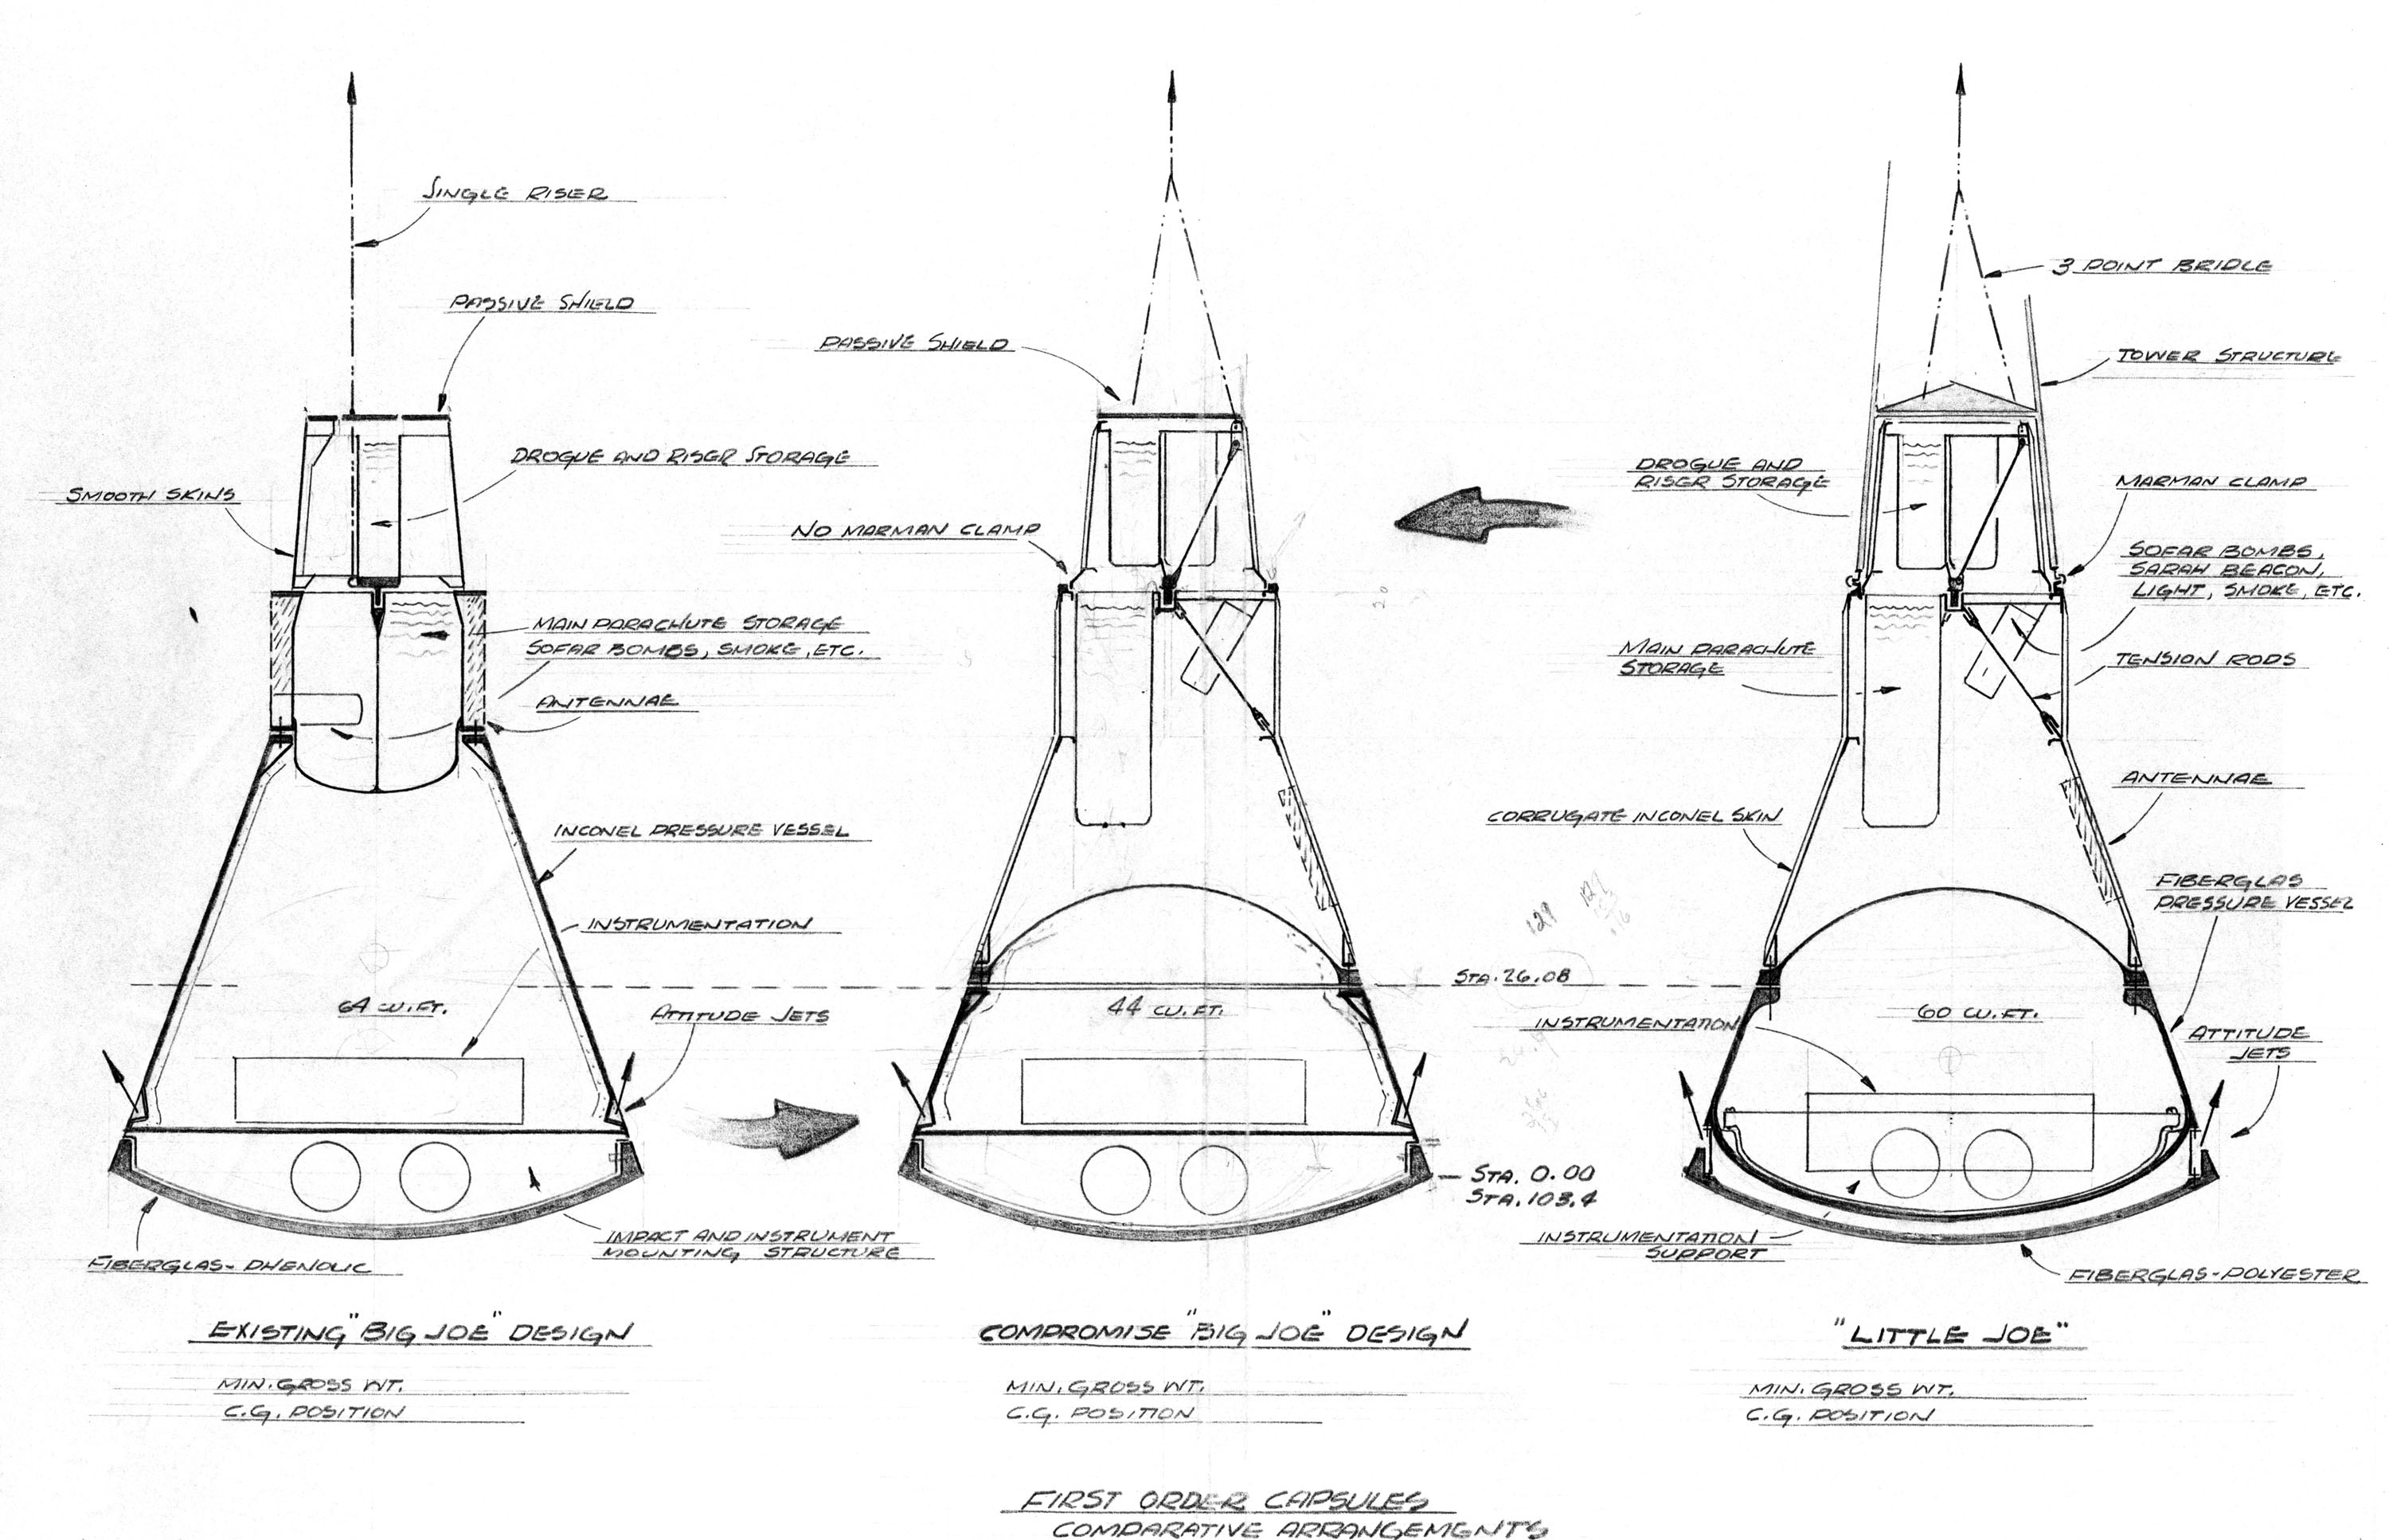 SINGLE RISER
PASSIVE SHIELD
SMOOTH SKINS
DROGUE AND RISER STORAGE
MAIN PARACHUTE STORAGE
SOFAR BOMBS, SMOKE, ETC.
ANTENNAE
INCONEL PRESSURE VESSEL
INSTRUMENTATION
64 CU. FT.
ATTITUDE JETS
IMPACT AND INSTRUMENT
MOUNTING STRUCTURE
FIBERGLAS-PHENOLIC
EXISTING "BIG JOE" DESIGN
MIN. GROSS WT.
C.G. POSITION
PASSIVE SHIELD
NO MARMAN CLAMP
44 CU. FT.
STA. 26.08
STA. 0.00
STA. 103.4
129
COMPROMISE "BIG JOE" DESIGN
MIN. GROSS WT.
C.G. POSITION
3 POINT BRIDLE
TOWER STRUCTURE
DROGUE AND
RISER STORAGE
MARMAN CLAMP
SOFAR BOMBS,
SARAH BEACON,
LIGHT, SMOKE, ETC.
MAIN PARACHUTE
STORAGE
TENSION RODS
ANTENNAE
CORRUGATE INCONEL SKIN
FIBERGLAS
PRESSURE VESSEL
60 CU. FT.
INSTRUMENTATION
ATTITUDE
JETS
INSTRUMENTATION
SUPPORT
FIBERGLAS-POLYESTER
"LITTLE JOE"
MIN. GROSS WT.
C.G. POSITION
FIRST ORDER CAPSULES
COMPARATIVE ARRANGEMENTS